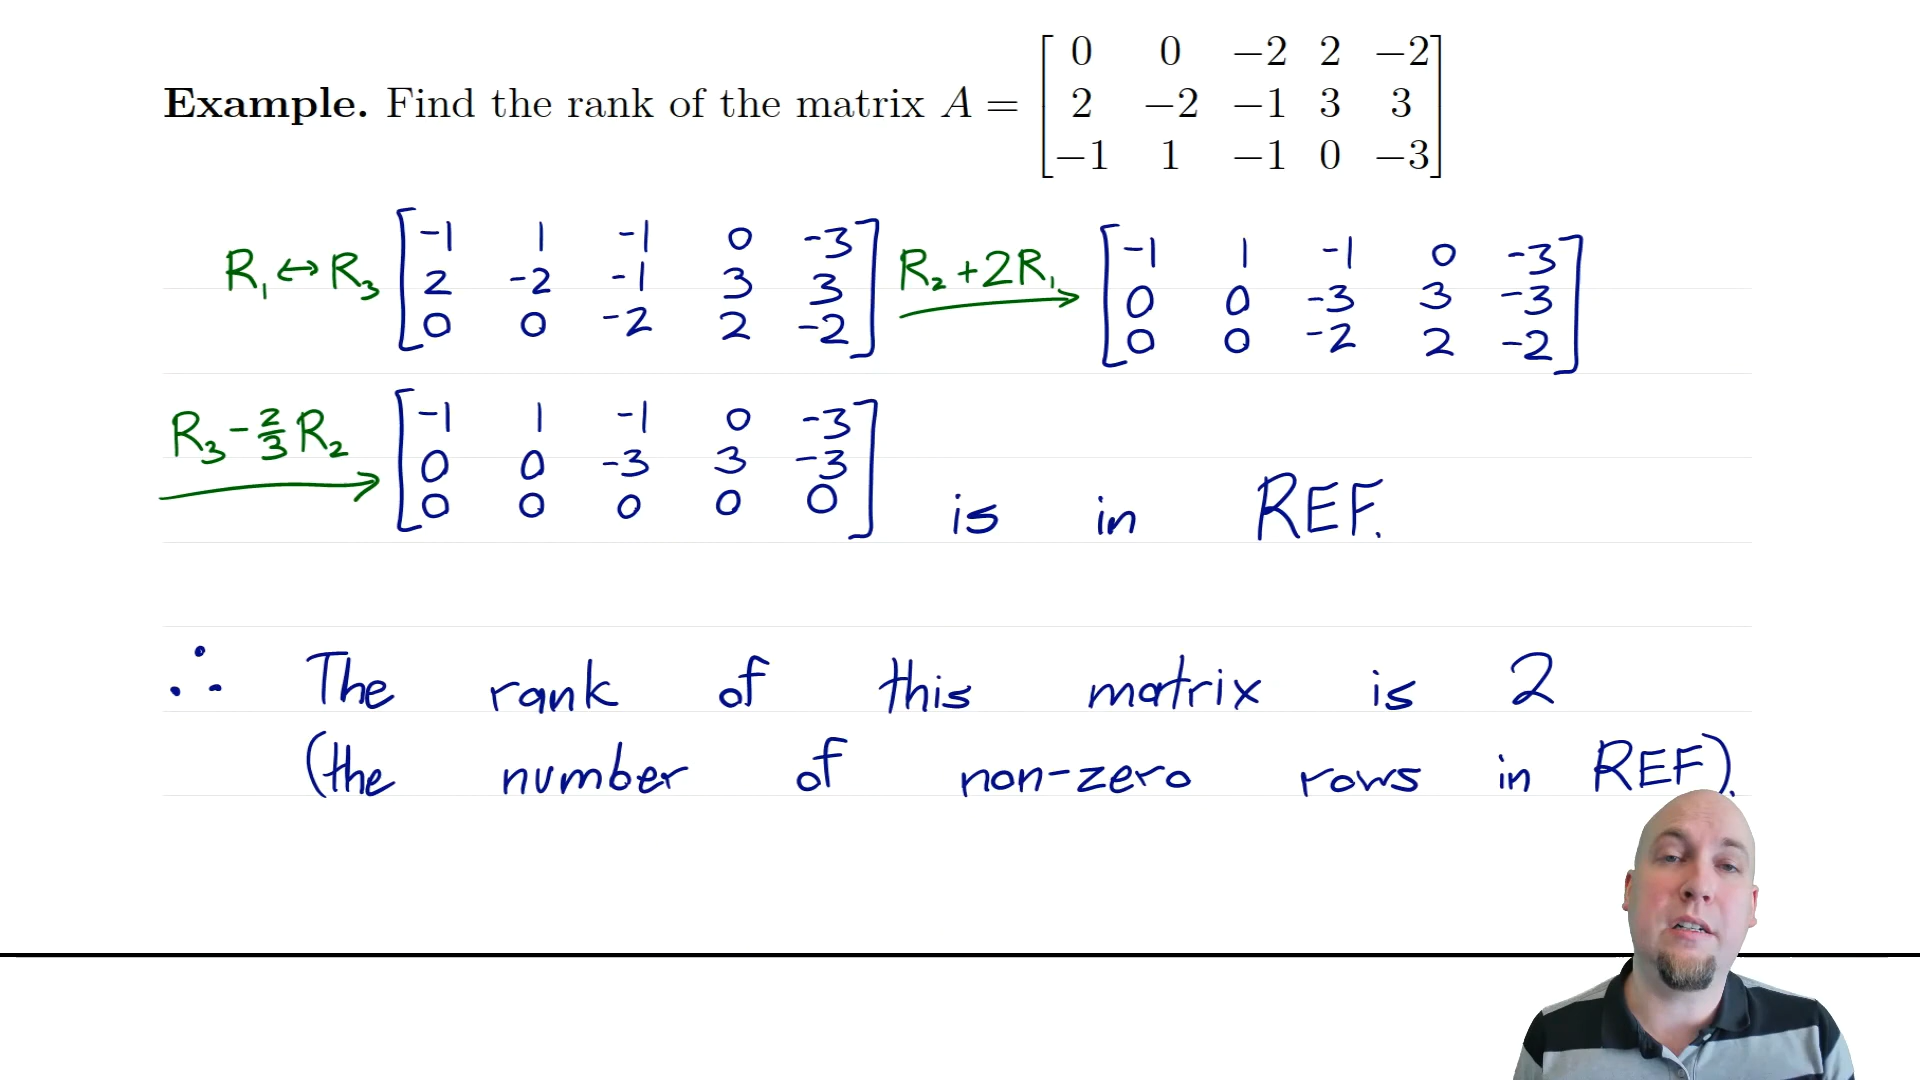 Example. Find the rank of the matrix A = [0 0 −2 2 −2
2 −2 −1 3 3
−1 1 −1 0 −3]
R₁ ↔ R₃ [-1 1 -1 0 -3
2 -2 -1 3 3
0 0 -2 2 -2]
R₂ + 2R₁ → [-1 1 -1 0 -3
0 0 -3 3 -3
0 0 -2 2 -2]
R₃ - 2/3 R₂ → [-1 1 -1 0 -3
0 0 -3 3 -3
0 0 0 0 0] is in REF.
∴ The rank of this matrix is 2
(the number of non-zero rows in REF).